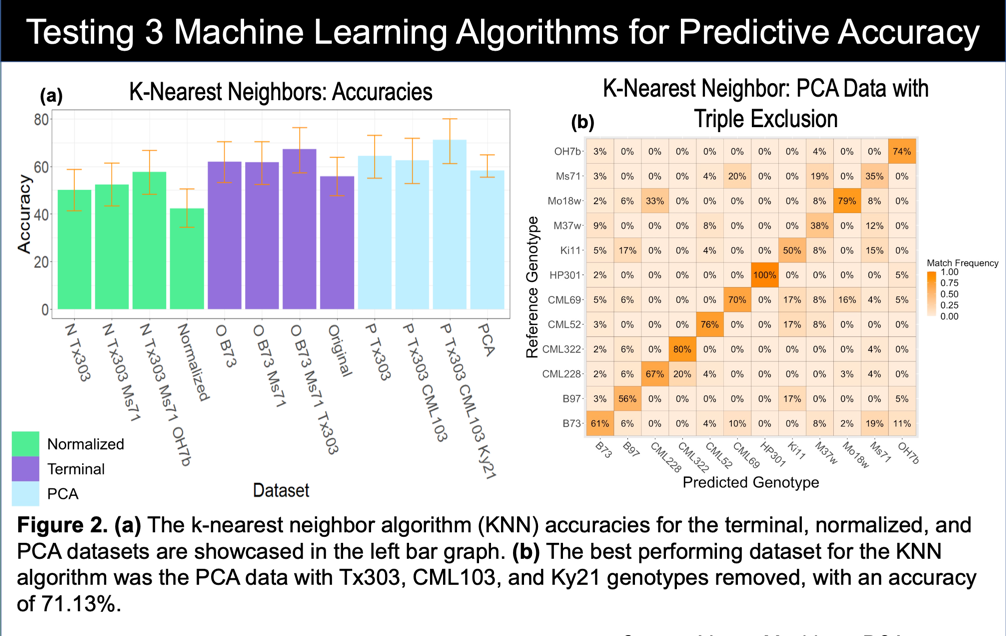 Testing 3 Machine Learning Algorithms for Predictive Accuracy
(a)
K-Nearest Neighbors: Accuracies
80
60
40
20
0
Accuracy
N Tx303
N Tx303 Ms71
N Tx303 Ms71 OH7b
Normalized
O B73
O B73 Ms71
O B73 Ms71 Tx303
Original
P Tx303
P Tx303 CML103
P Tx303 CML103 Ky21
PCA
Dataset
Normalized
Terminal
PCA
K-Nearest Neighbor: PCA Data with
Triple Exclusion
(b)
Reference Genotype
OH7b 3% 0% 0% 0% 0% 0% 0% 0% 4% 0% 0% 74%
Ms71 3% 0% 0% 0% 4% 20% 0% 0% 19% 0% 35% 0%
Mo18w 2% 6% 33% 0% 0% 0% 0% 0% 8% 79% 8% 0%
M37w 9% 0% 0% 0% 8% 0% 0% 0% 38% 0% 12% 0%
Ki11 5% 17% 0% 0% 4% 0% 0% 50% 8% 0% 15% 0%
HP301 2% 0% 0% 0% 0% 0% 100% 0% 0% 0% 0% 5%
CML69 5% 6% 0% 0% 0% 70% 0% 17% 8% 16% 4% 5%
CML52 3% 0% 0% 0% 76% 0% 0% 17% 8% 0% 0% 0%
CML322 2% 6% 0% 80% 0% 0% 0% 0% 0% 0% 4% 0%
CML228 2% 6% 67% 20% 4% 0% 0% 0% 0% 3% 4% 0%
B97 3% 56% 0% 0% 0% 0% 0% 17% 0% 0% 0% 5%
B73 61% 6% 0% 0% 4% 10% 0% 0% 8% 2% 19% 11%
B73 B97 CML228 CML322 CML52 CML69 HP301 Ki11 M37w Mo18w Ms71 OH7b
Predicted Genotype
Match Frequency
1.00
0.75
0.50
0.25
0.00
Figure 2. (a) The k-nearest neighbor algorithm (KNN) accuracies for the terminal, normalized, and
PCA datasets are showcased in the left bar graph. (b) The best performing dataset for the KNN
algorithm was the PCA data with Tx303, CML103, and Ky21 genotypes removed, with an accuracy
of 71.13%.